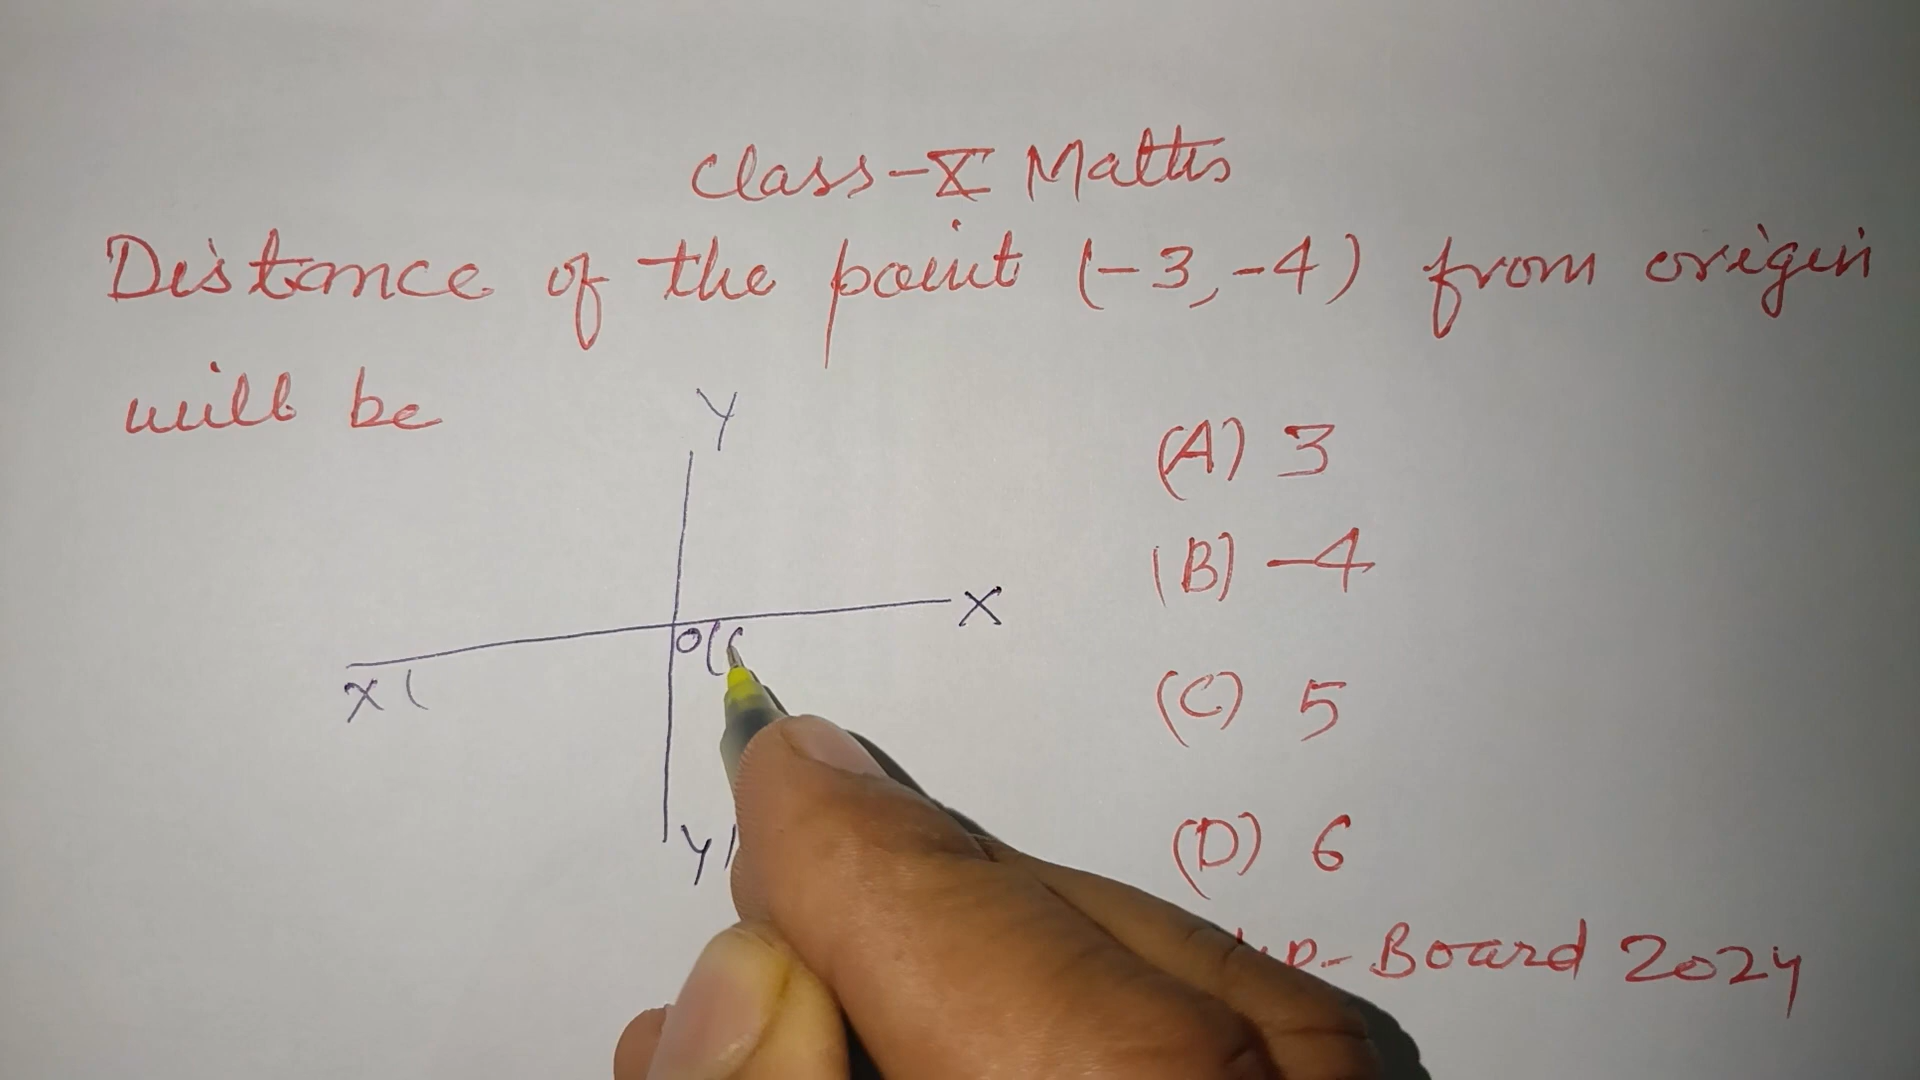 Class-X Maths
Distance of the point (-3,-4) from origin
will be
Y
(A) 3
(B) -4
X
O(
X'
(C) 5
(D) 6
Y'
Board 2024